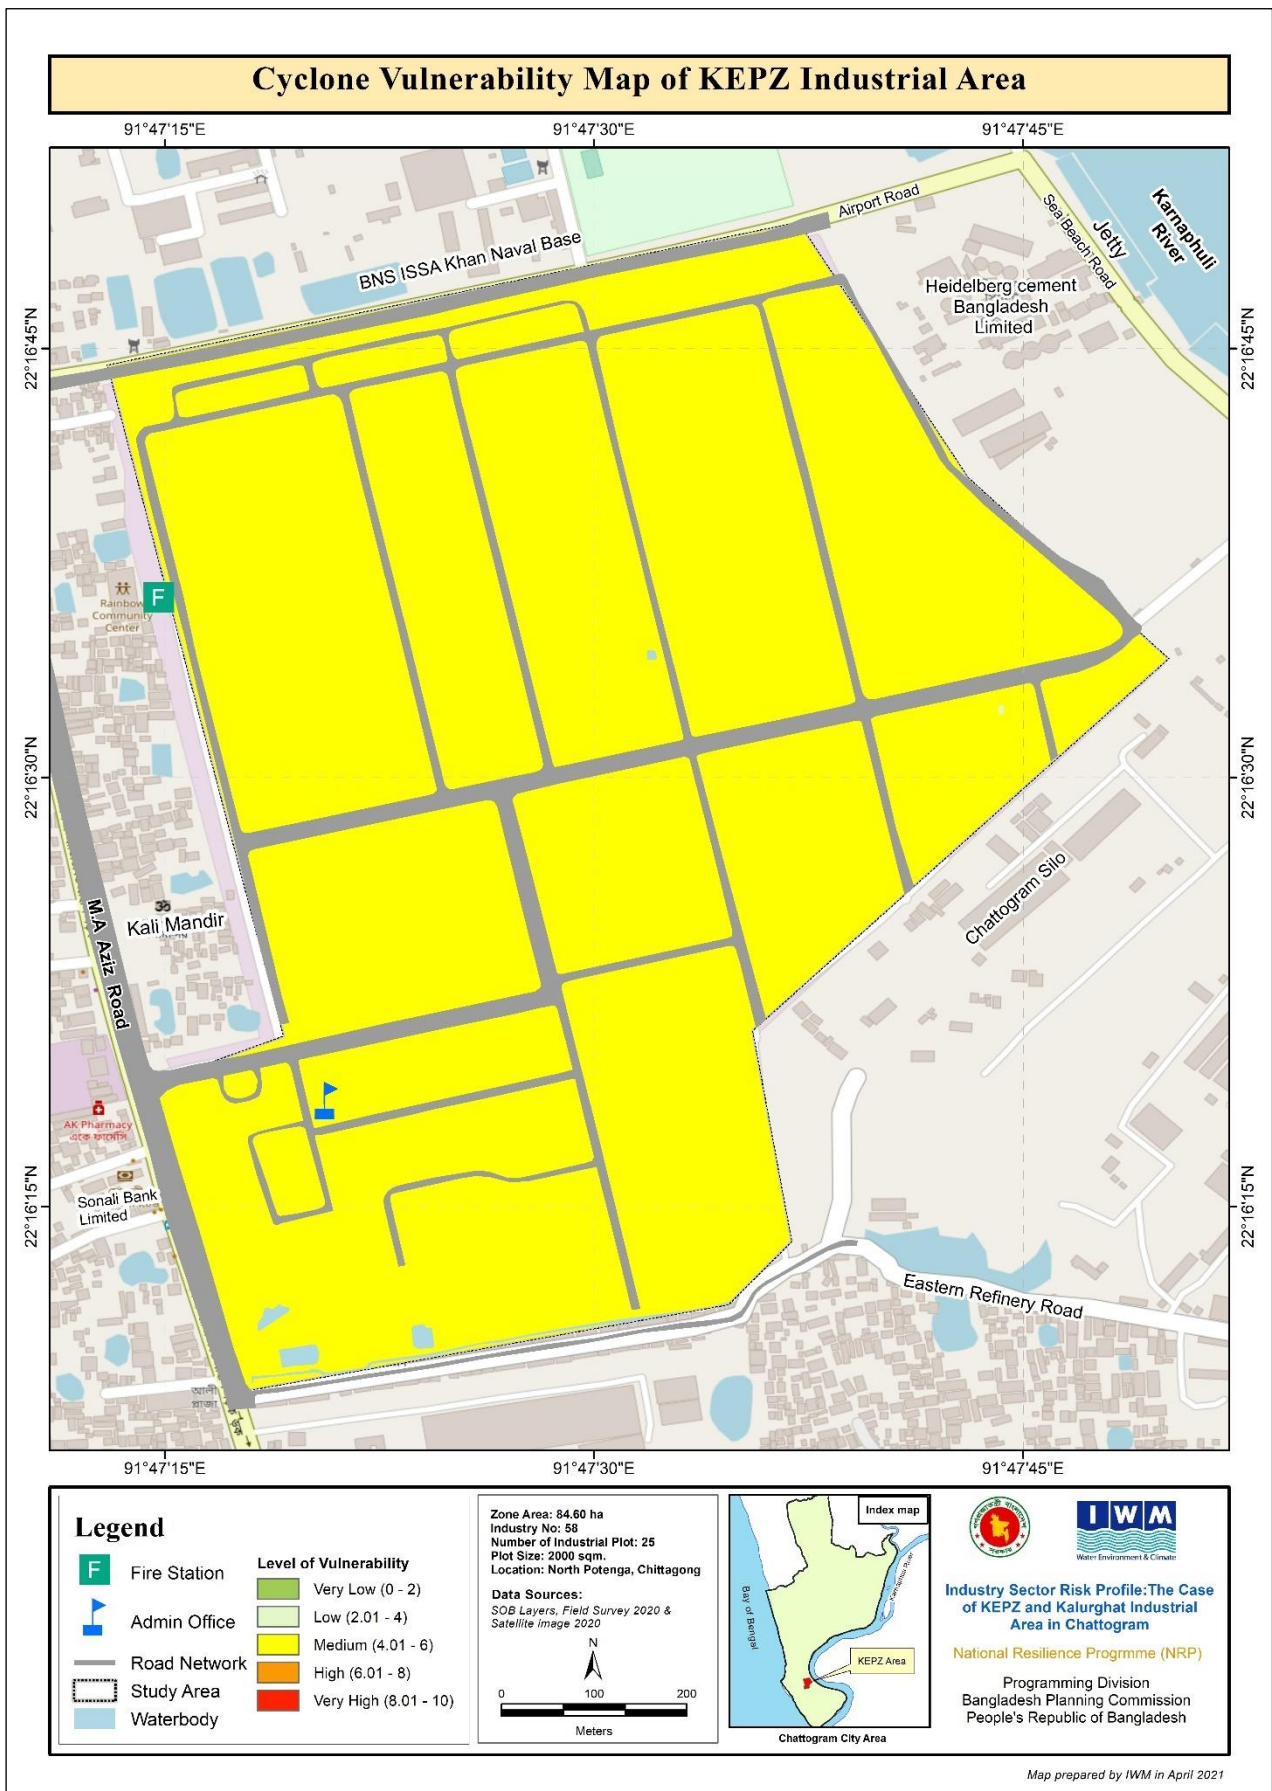 Cyclone Vulnerability Map of KEPZ Industrial Area
91°47'15"E
91°47'30"E
91°47'45"E
Airport Road
Sea Beach Road
Jetty
Karnaphuli
River
BNS ISSA Khan Naval Base
Heidelberg cement
Bangladesh
Limited
22°16'45"N
22°16'45"N
F
Rainbow
Community
Center
22°16'30"N
22°16'30"N
Chattogram Silo
Kali Mandir
M.A Aziz Road
AK Pharmacy
একে ফার্মেসি
Sonali Bank
Limited
22°16'15"N
22°16'15"N
Eastern Refinery Road
আলী
প্লাজা
91°47'15"E
91°47'30"E
91°47'45"E
Legend
F
Fire Station
Admin Office
Road Network
Study Area
Waterbody
Level of Vulnerability
Very Low (0 - 2)
Low (2.01 - 4)
Medium (4.01 - 6)
High (6.01 - 8)
Very High (8.01 - 10)
Zone Area: 84.60 ha
Industry No: 58
Number of Industrial Plot: 25
Plot Size: 2000 sqm.
Location: North Potenga, Chittagong
Data Sources:
SOB Layers, Field Survey 2020 &
Satellite image 2020
N
0 100 200
Meters
Index map
Bay of Bengal
Karnaphuli River
KEPZ Area
Chattogram City Area
IWM
Water Environment & Climate
Industry Sector Risk Profile:The Case
of KEPZ and Kalurghat Industrial
Area in Chattogram
National Resilience Progrmme (NRP)
Programming Division
Bangladesh Planning Commission
People's Republic of Bangladesh
Map prepared by IWM in April 2021